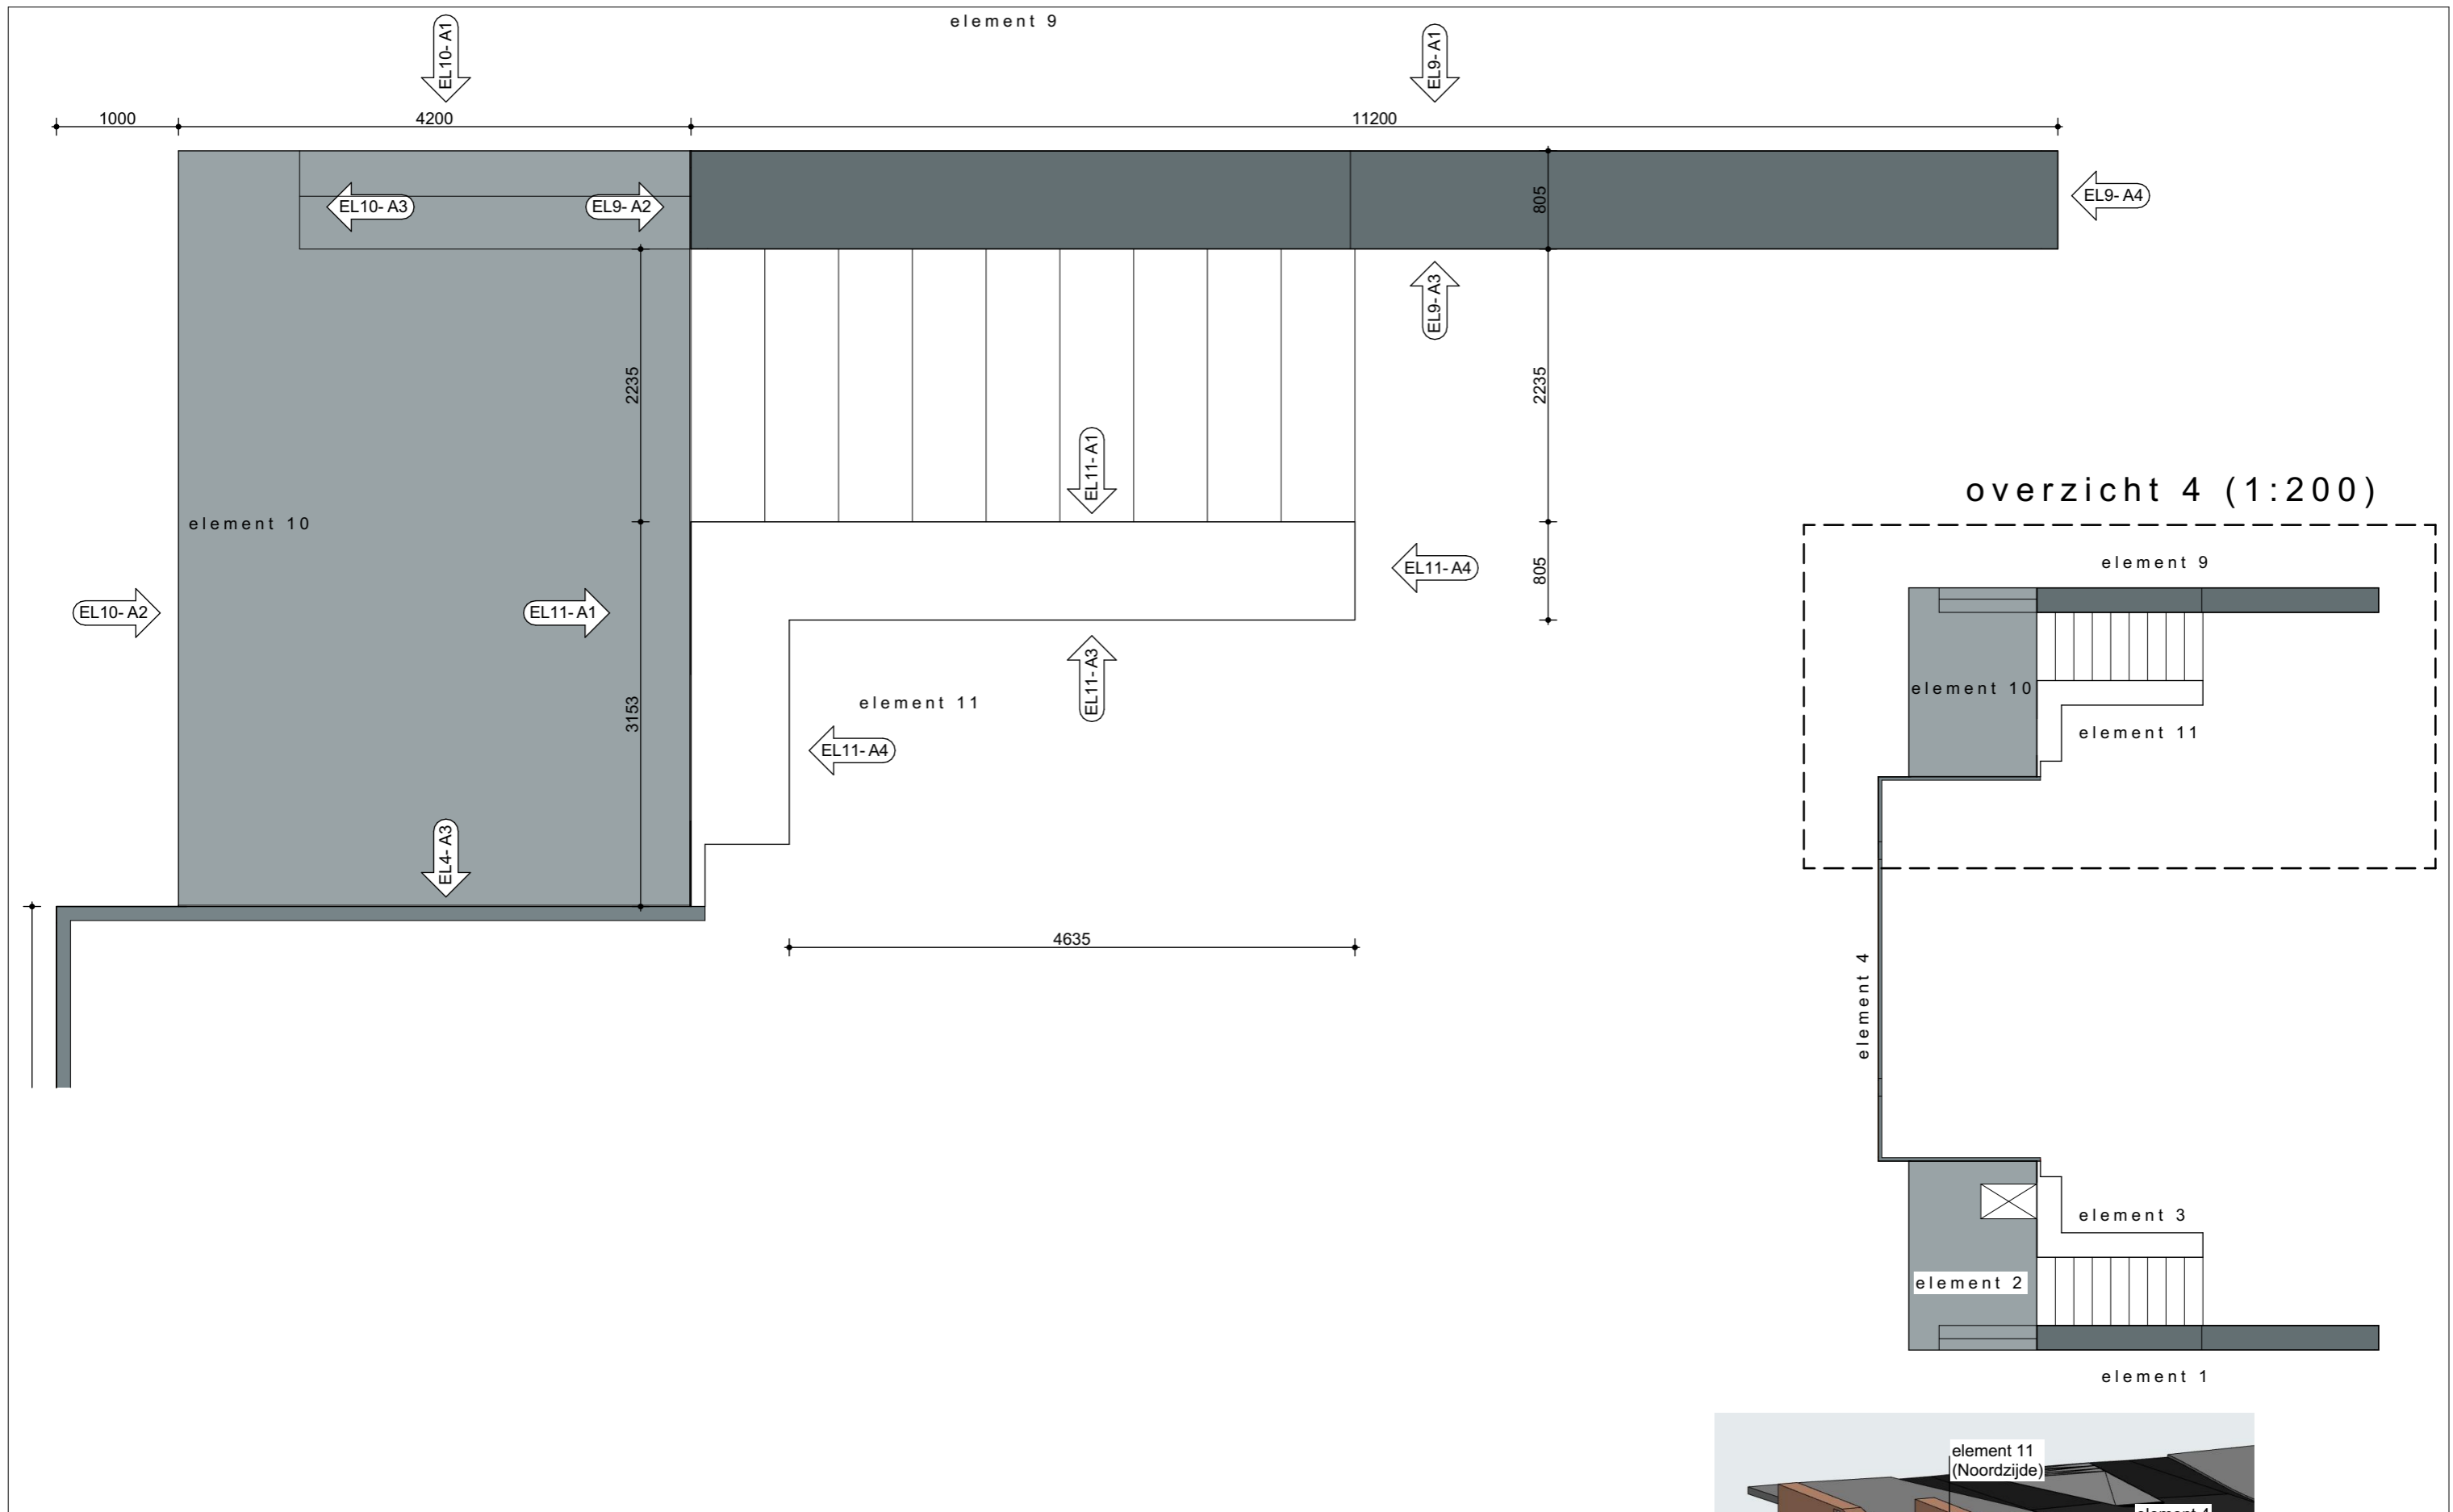 element 9
EL10- A1
EL9- A1
1000
4200
11200
EL10- A3
EL9- A2
805
EL9- A4
EL9- A3
2235
2235
EL11- A1
overzicht 4 (1:200)
element 10
EL11- A4
805
EL10- A2
EL11- A1
EL11- A3
3153
element 11
EL11- A4
EL4- A3
4635
element 9
element 10
element 11
element 4
element 3
element 2
element 1
element 11
(Noordzijde)